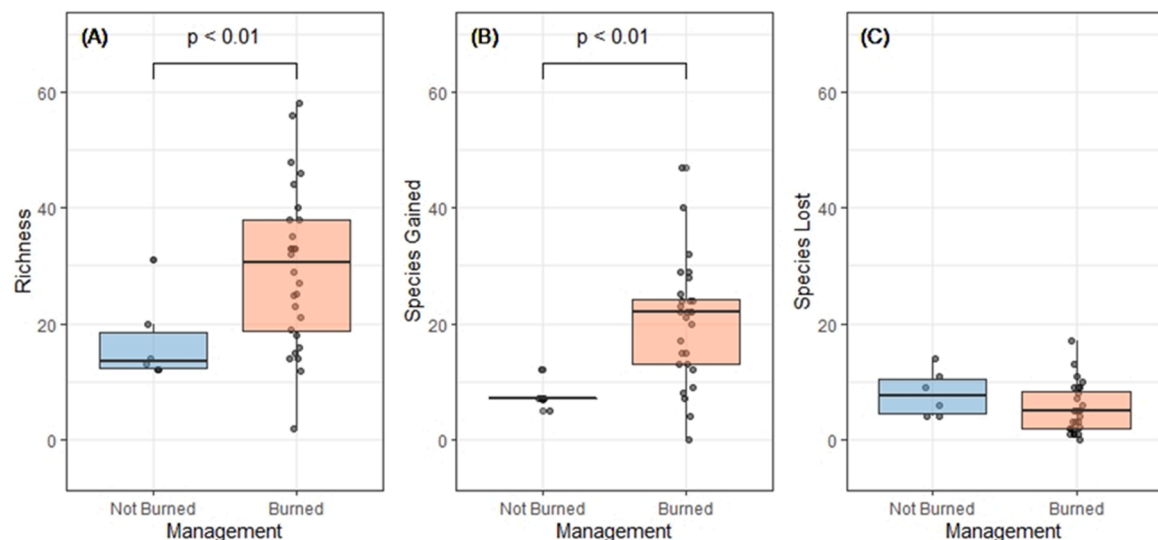 (A)
p < 0.01
Richness
60
40
20
0
Not Burned
Burned
Management
(B)
p < 0.01
Species Gained
60
40
20
0
Not Burned
Burned
Management
(C)
Species Lost
60
40
20
0
Not Burned
Burned
Management